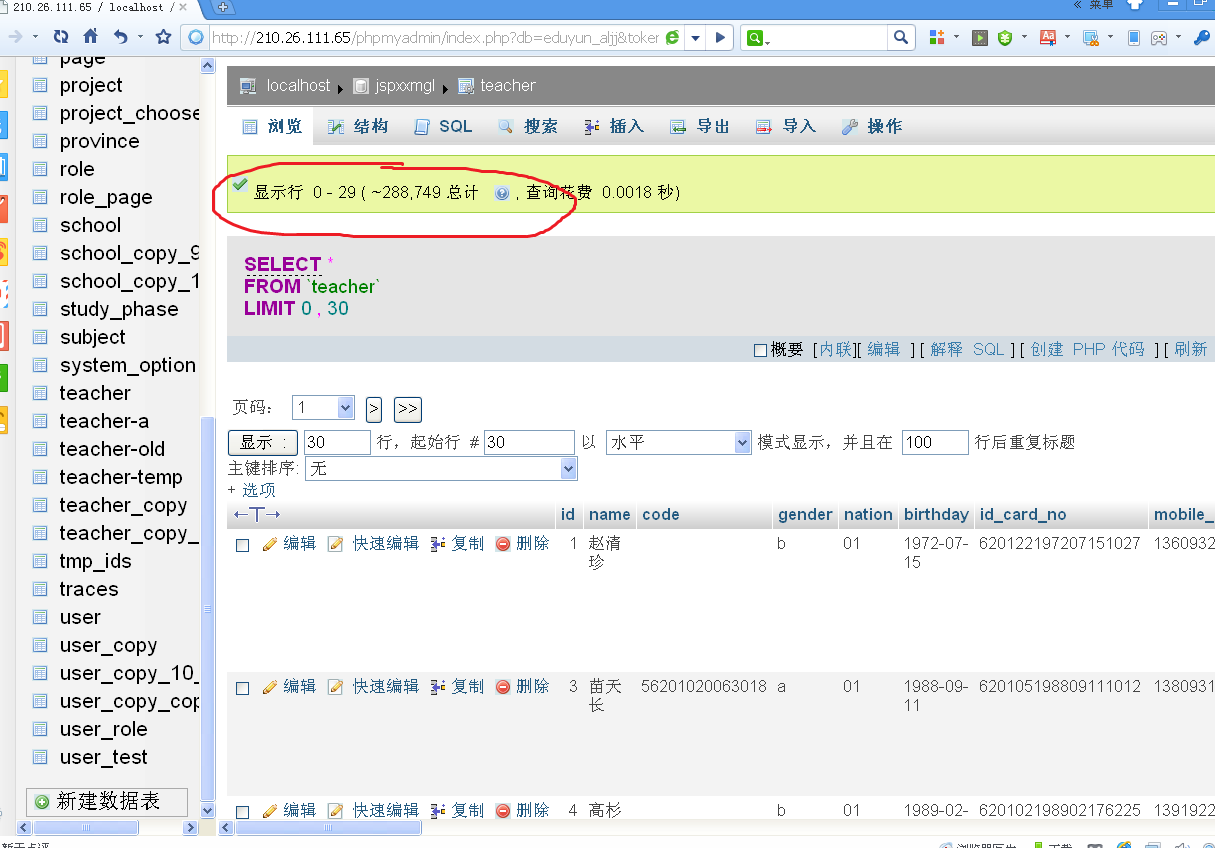 210.26.111.65 / localhost /
菜单
http://210.26.111.65/phpmyadmin/index.php?db=eduyun_aljj&token
page
project
project_choose
province
role
role_page
school
school_copy_9
school_copy_1
study_phase
subject
system_option
teacher
teacher-a
teacher-old
teacher-temp
teacher_copy
teacher_copy_
tmp_ids
traces
user
user_copy
user_copy_10_
user_copy_cop
user_role
user_test
新建数据表
localhost jspxxmgl teacher
浏览 结构 SQL 搜索 插入 导出 导入 操作
显示行 0 - 29 ( ~288,749 总计 , 查询花费 0.0018 秒)
SELECT *
FROM `teacher`
LIMIT 0 , 30
概要 [内联][ 编辑 ] [ 解释 SQL ] [ 创建 PHP 代码 ] [ 刷新
页码: 1 > >>
显示 : 30 行, 起始行 # 30 以 水平 模式显示, 并且在 100 行后重复标题
主键排序: 无
+ 选项
←T→ id name code gender nation birthday id_card_no mobile_
编辑 快速编辑 复制 删除 1 赵清珍 b 01 1972-07-15 620122197207151027 1360932
编辑 快速编辑 复制 删除 3 苗天长 56201020063018 a 01 1988-09-11 620105198809111012 1380931
编辑 快速编辑 复制 删除 4 高杉 b 01 1989-02- 620102198902176225 1391922